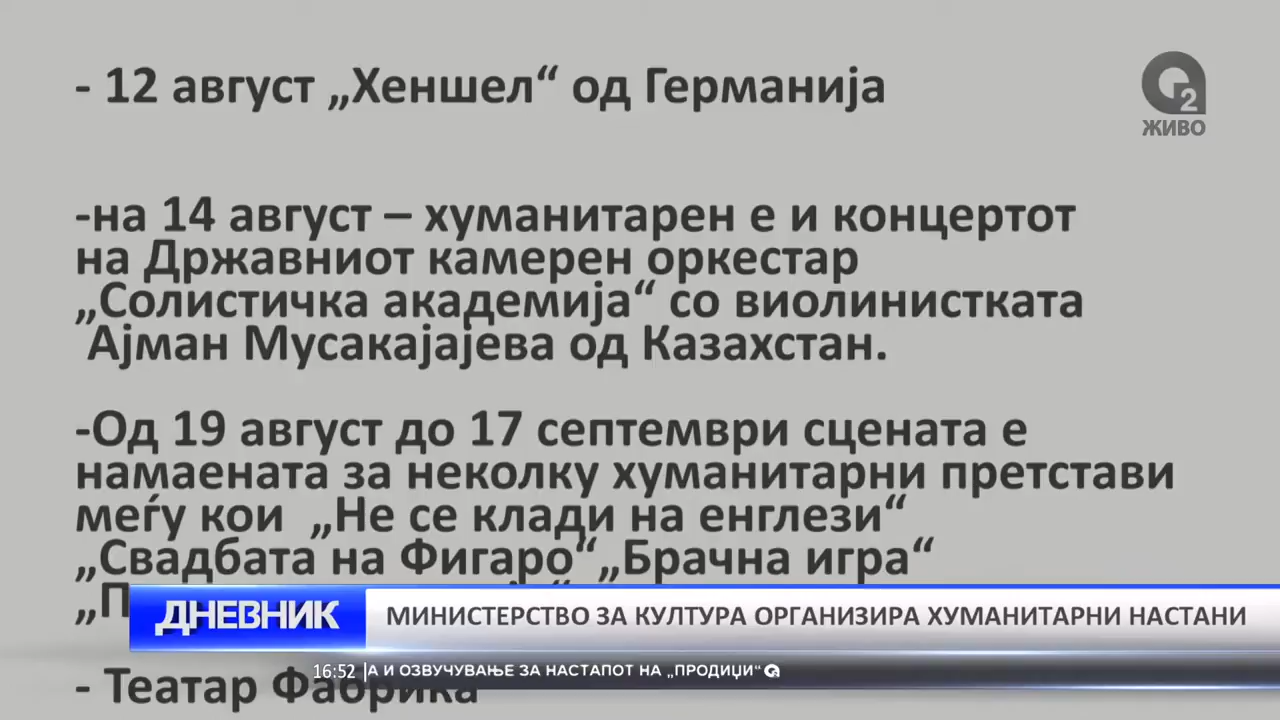 - 12 август „Хеншел“ од Германија
2
ЖИВО
-на 14 август – хуманитарен е и концертот
на Државниот камерен оркестар
„Солистичка академија“ со виолинистката
Ајман Мусакајајева од Казахстан.
-Од 19 август до 17 септември сцената е
намаената за неколку хуманитарни претстави
меѓу кои „Не се клади на енглези“
„Свадбата на Фигаро“„Брачна игра“
ДНЕВНИК
МИНИСТЕРСТВО ЗА КУЛТУРА ОРГАНИЗИРА ХУМАНИТАРНИ НАСТАНИ
16:52
А И ОЗВУЧУВАЊЕ ЗА НАСТАПОТ НА „ПРОДИЏИ“
- Театар Фабрика